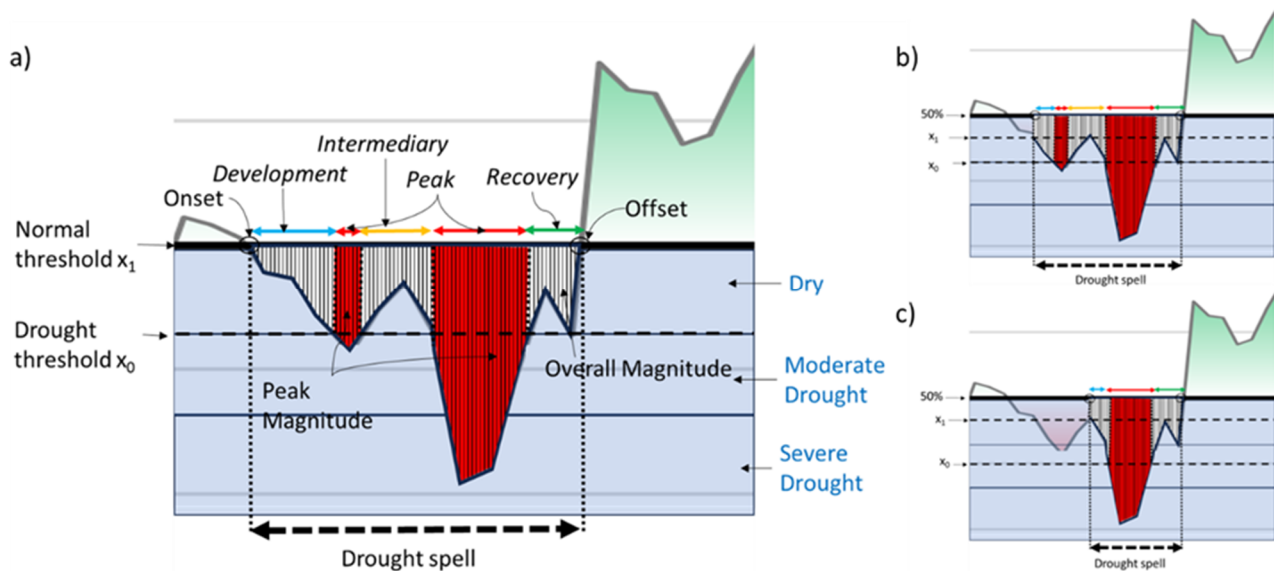 a)
Intermediary
Development
Peak
Recovery
Onset
Offset
Normal
threshold x1
Dry
Drought
threshold x0
Overall Magnitude
Moderate
Drought
Peak
Magnitude
Severe
Drought
Drought spell
b)
50%
x1
x0
Drought spell
c)
50%
x1
x0
Drought spell